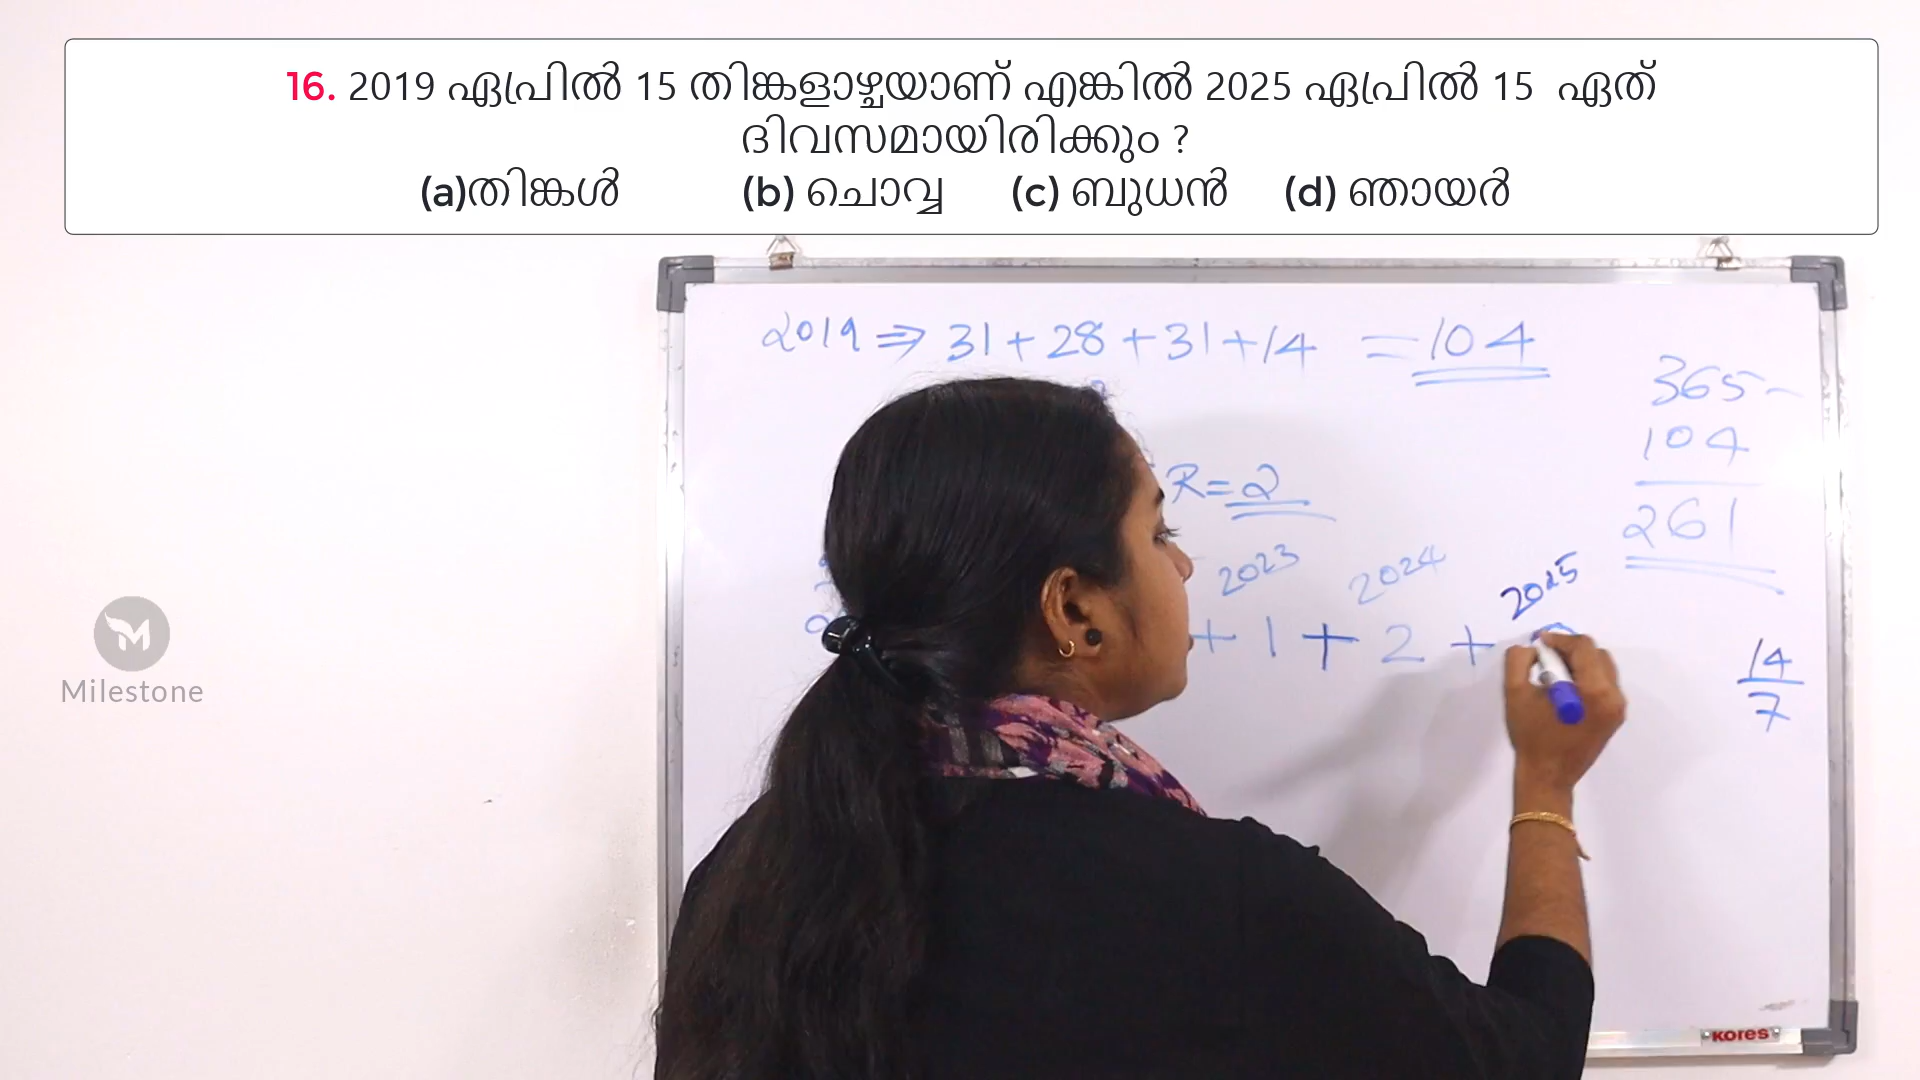 16. 2019 ഏപ്രിൽ 15 തിങ്കളാഴ്ചയാണ് എങ്കിൽ 2025 ഏപ്രിൽ 15 ഏത്
ദിവസമായിരിക്കും ?
(a)തിങ്കൾ (b) ചൊവ്വ (c) ബുധൻ (d) ഞായർ
2019 ⇒ 31 + 28 + 31 + 14 = 104
365 -
104
261
R = 2
2023 2024 2025
+ 1 + 2 +
14
7
Milestone
KORES